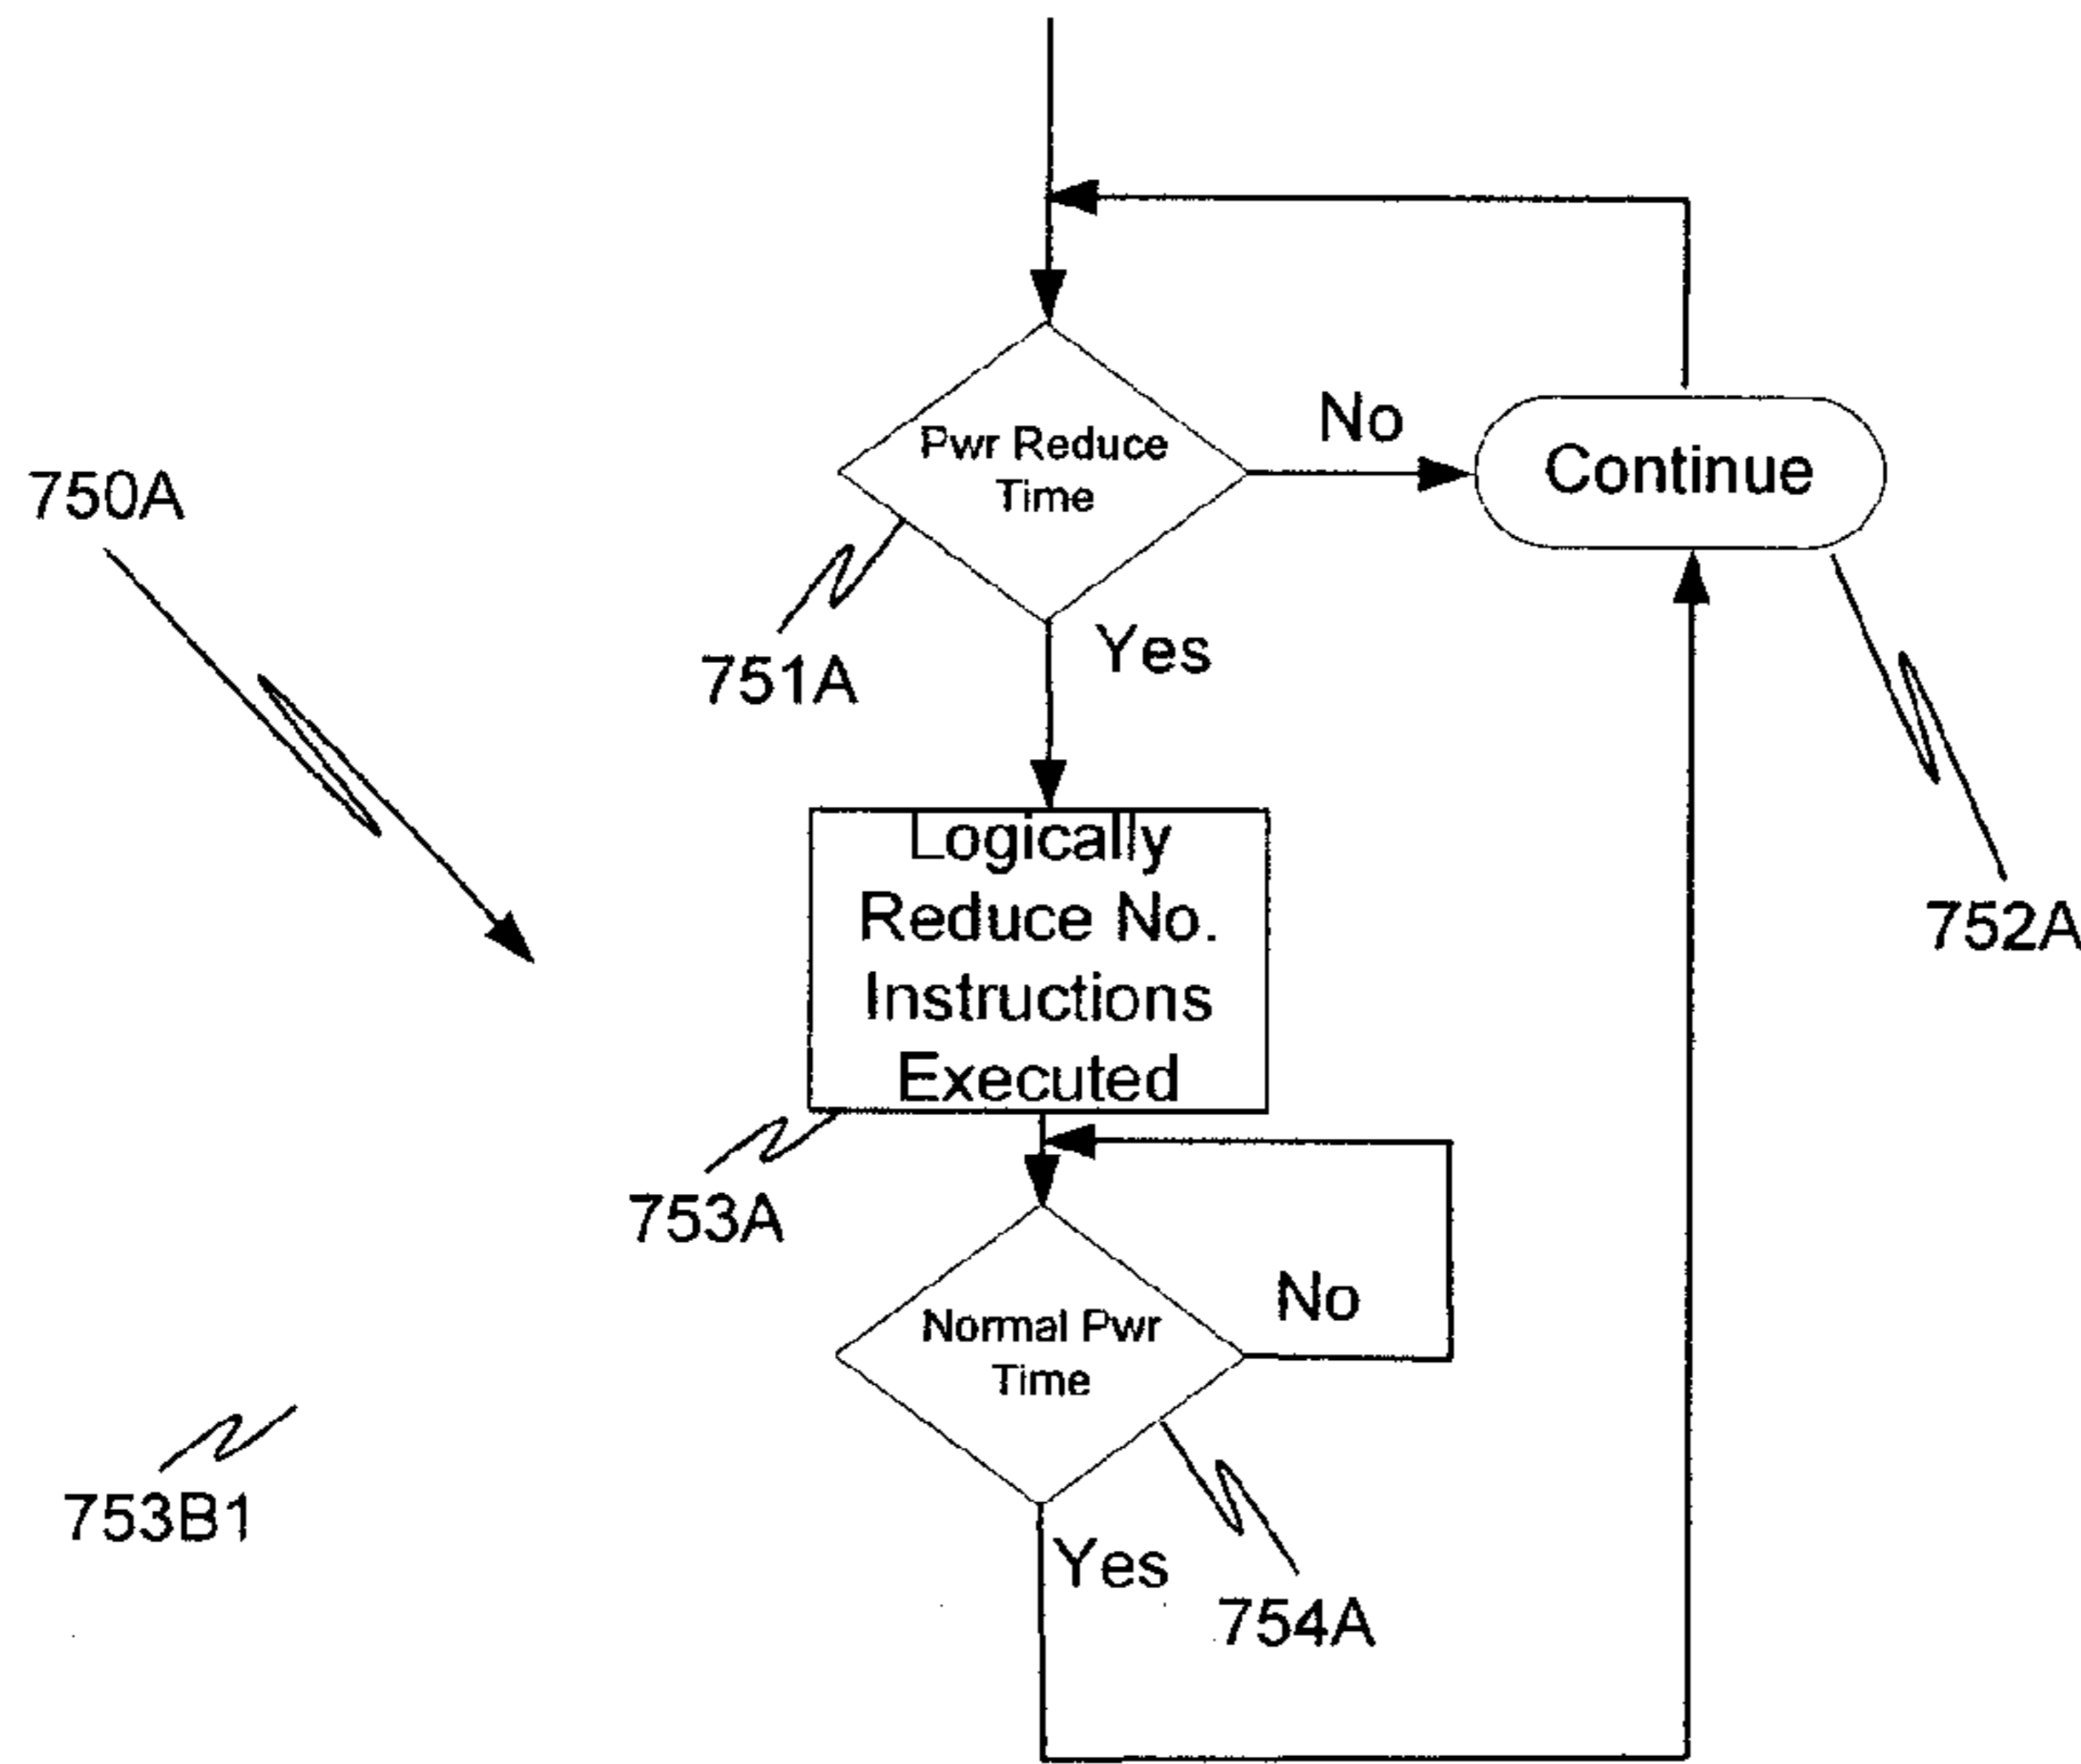 No
Pwr Reduce
Time
Continue
750A
751A
Yes
752A
Logically
Reduce No.
Instructions
Executed
753A
No
Normal Pwr
Time
753B1
Yes
754A